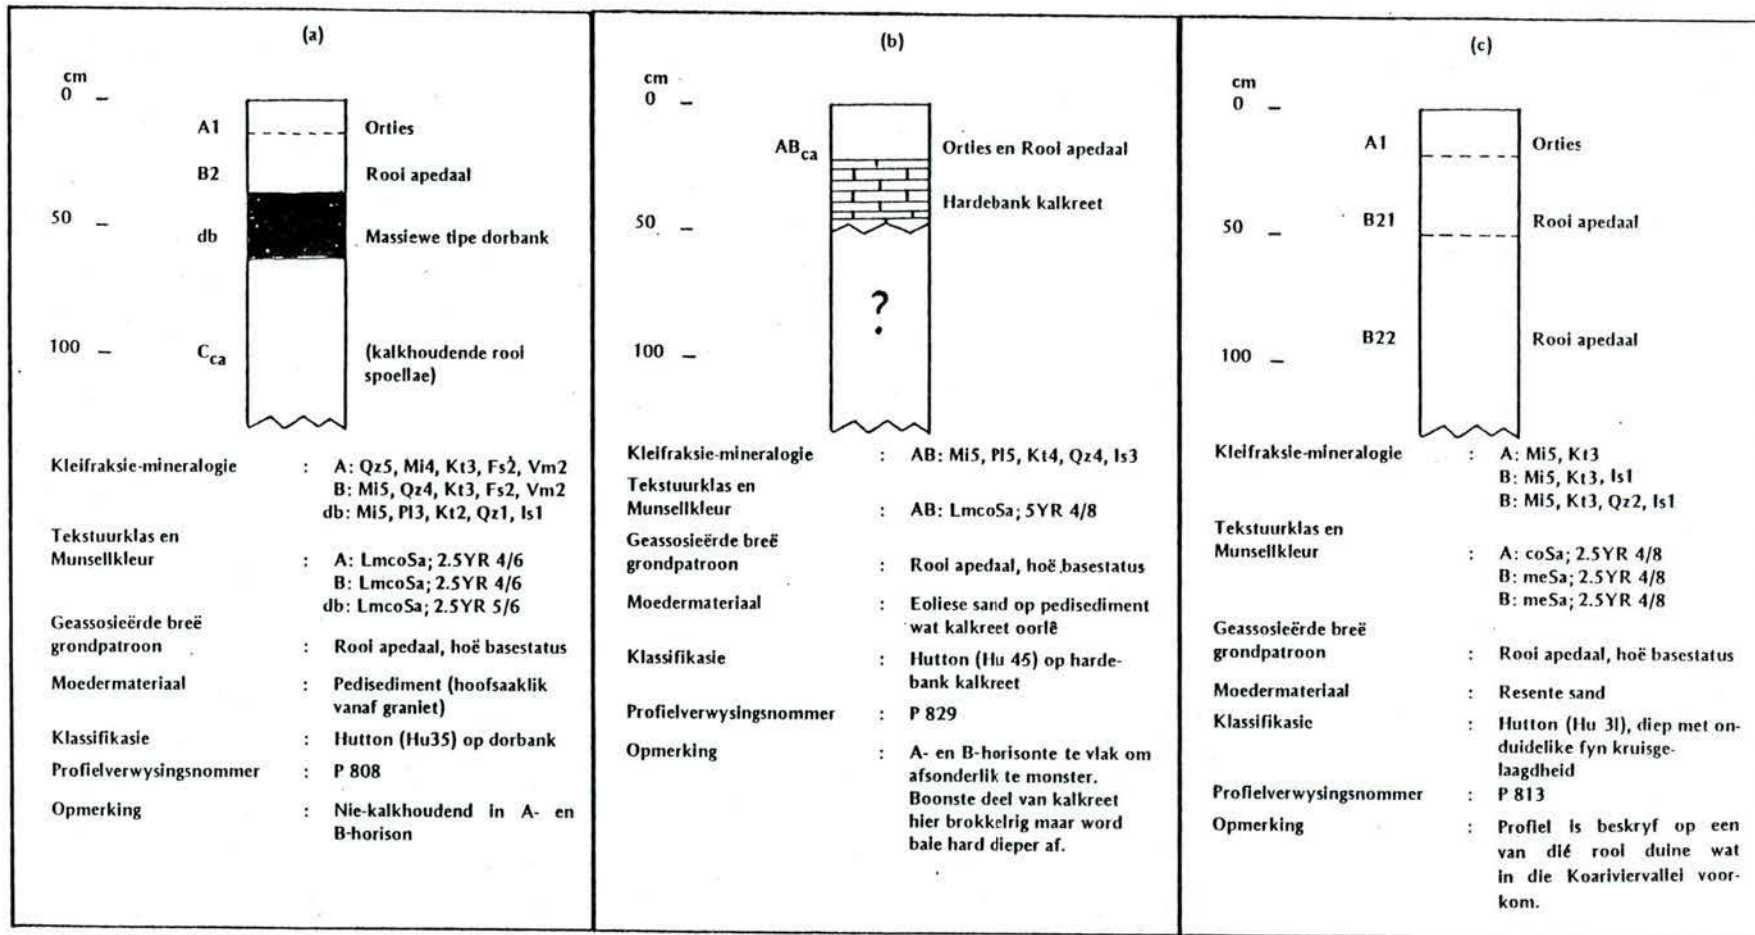 (a)
cm
0 –
A1 Orties
B2 Rooi apedaal
50 –
db Massiewe tipe dorbank
100 –
Cca (kalkhoudende rooi
spoellae)
Kleifraksie-mineralogie : A: Qz5, Mi4, Kt3, Fs2, Vm2
B: Mi5, Qz4, Kt3, Fs2, Vm2
db: Mi5, Pl3, Kt2, Qz1, Is1
Tekstuurklas en
Munsellkleur : A: LmcoSa; 2.5YR 4/6
B: LmcoSa; 2.5YR 4/6
db: LmcoSa; 2.5YR 5/6
Geassosieërde breë
grondpatroon : Rooi apedaal, hoë basestatus
Moedermateriaal : Pedisediment (hoofsaaklik
vanaf graniet)
Klassifikasie : Hutton (Hu35) op dorbank
Profielverwysingsnommer : P 808
Opmerking : Nie-kalkhoudend in A- en
B-horison
(b)
cm
0 –
ABca Orties en Rooi apedaal
Hardebank kalkreet
50 –
?
100 –
Kleifraksie-mineralogie : AB: Mi5, Pl5, Kt4, Qz4, Is3
Tekstuurklas en
Munsellkleur : AB: LmcoSa; 5YR 4/8
Geassosieërde breë
grondpatroon : Rooi apedaal, hoë basestatus
Moedermateriaal : Eoliese sand op pedisediment
wat kalkreet oorlê
Klassifikasie : Hutton (Hu 45) op harde-
bank kalkreet
Profielverwysingsnommer : P 829
Opmerking : A- en B-horisonte te vlak om
afsonderlik te monster.
Boonste deel van kalkreet
hier brokkelrig maar word
baie hard dieper af.
(c)
cm
0 –
A1 Orties
50 –
B21 Rooi apedaal
B22 Rooi apedaal
100 –
Kleifraksie-mineralogie : A: Mi5, Kt3
B: Mi5, Kt3, Is1
B: Mi5, Kt3, Qz2, Is1
Tekstuurklas en
Munsellkleur : A: coSa; 2.5YR 4/8
B: meSa; 2.5YR 4/8
B: meSa; 2.5YR 4/8
Geassosieërde breë
grondpatroon : Rooi apedaal, hoë basestatus
Moedermateriaal : Resente sand
Klassifikasie : Hutton (Hu 31), diep met on-
duidelike fyn kruisge-
laagdheid
Profielverwysingsnommer : P 813
Opmerking : Profiel is beskryf op een
van dié rooi duine wat
in die Koariviervallei voor-
kom.